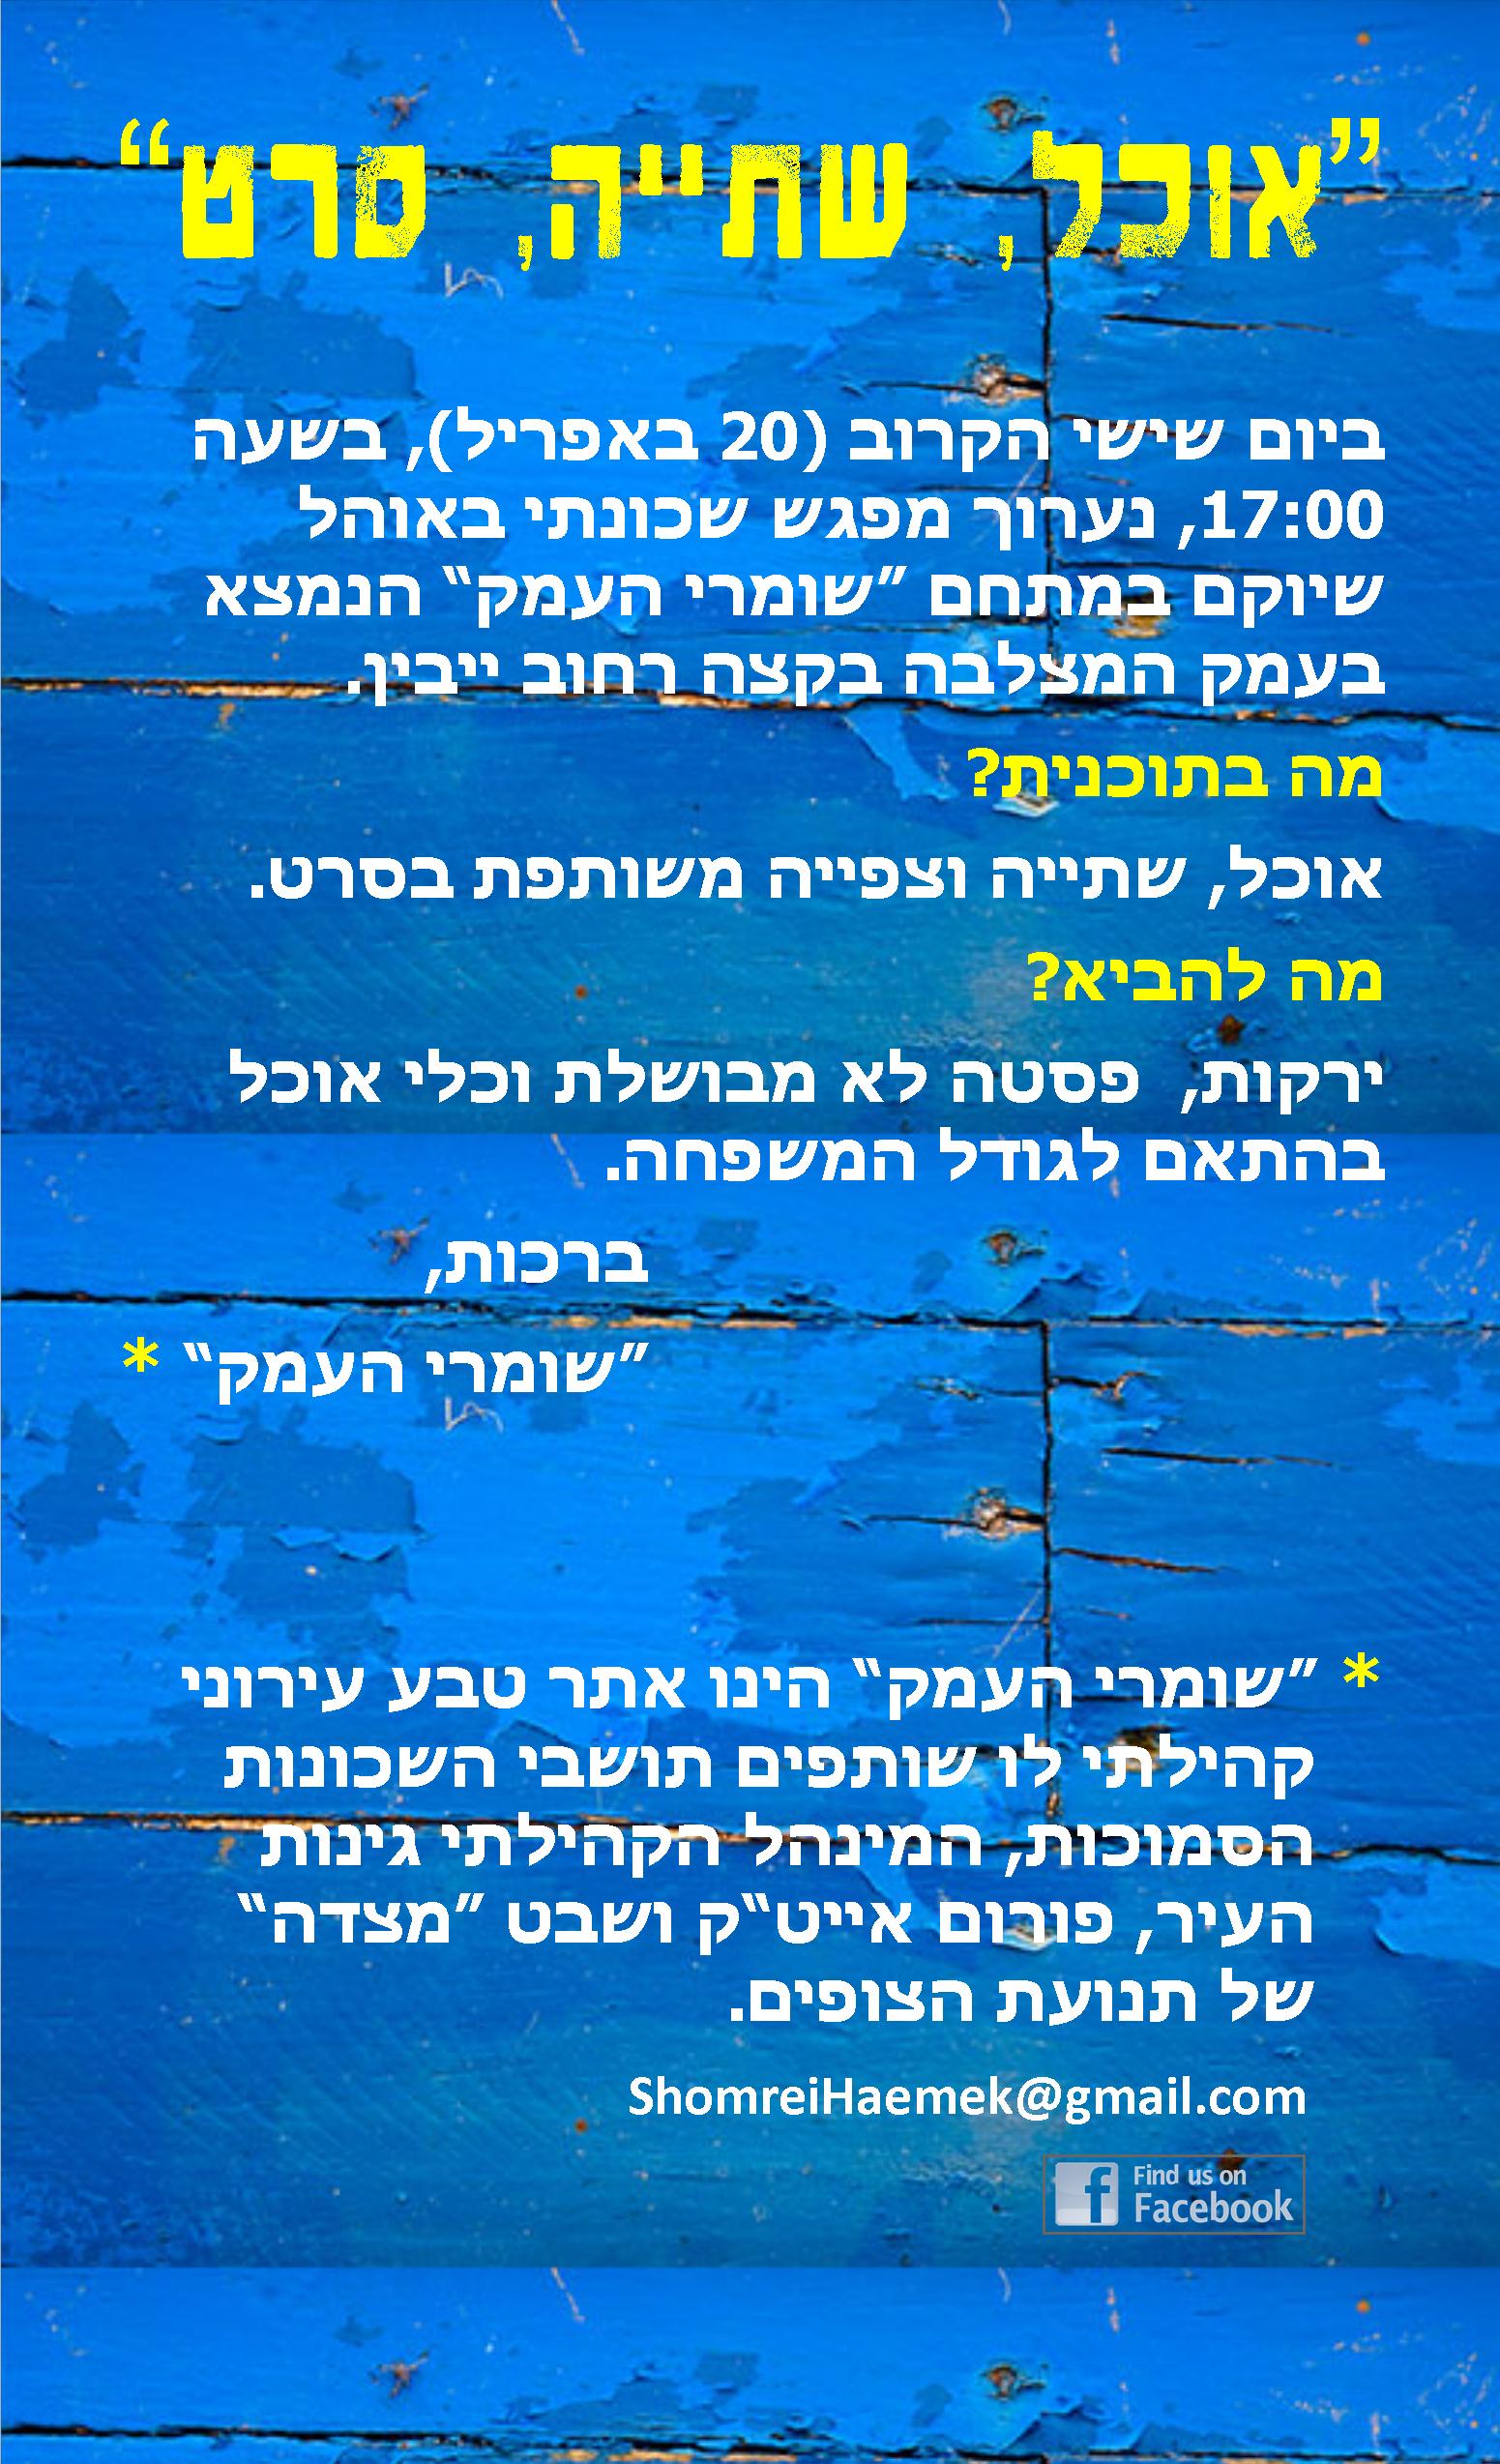 "אוכל, שתייה, סרט"
ביום שישי הקרוב (20 באפריל), בשעה
17:00, נערוך מפגש שכונתי באוהל
שיוקם במתחם "שומרי העמק" הנמצא
בעמק המצלבה בקצה רחוב ייבין.
מה בתוכנית?
אוכל, שתייה וצפייה משותפת בסרט.
מה להביא?
ירקות, פסטה לא מבושלת וכלי אוכל
בהתאם לגודל המשפחה.
ברכות,
"שומרי העמק" *
* "שומרי העמק" הינו אתר טבע עירוני
קהילתי לו שותפים תושבי השכונות
הסמוכות, המינהל הקהילתי גינות
העיר, פורום אייט"ק ושבט "מצדה"
של תנועת הצופים.
ShomreiHaemek@gmail.com
Find us on
Facebook